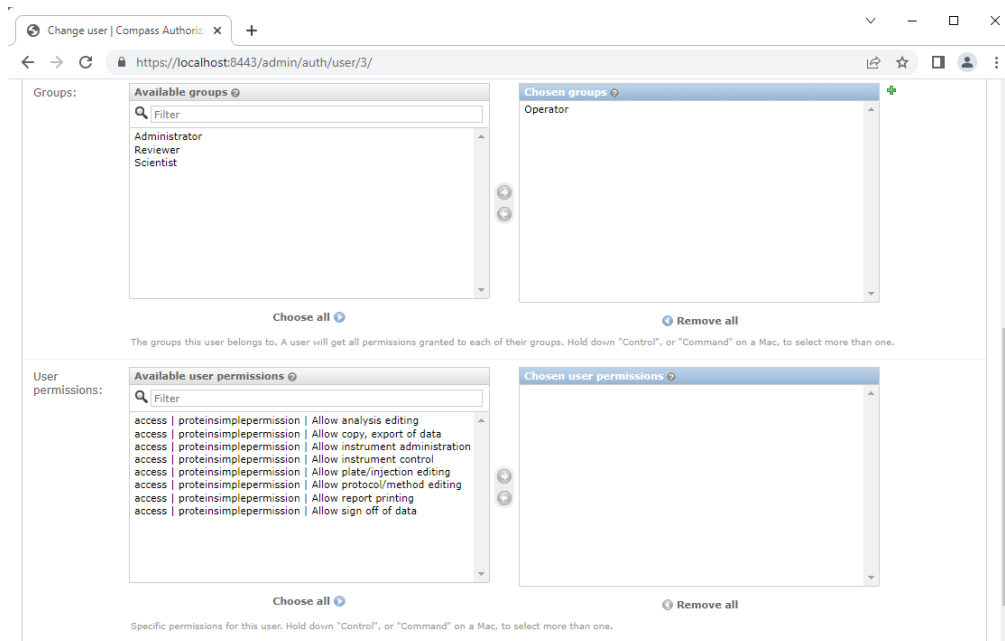 Change user | Compass Authoriz
https://localhost:8443/admin/auth/user/3/
Groups:
Available groups
Filter
Administrator
Reviewer
Scientist
Choose all
Chosen groups
Operator
Remove all
The groups this user belongs to. A user will get all permissions granted to each of their groups. Hold down "Control", or "Command" on a Mac, to select more than one.
User
permissions:
Available user permissions
Filter
access | proteinsimplepermission | Allow analysis editing
access | proteinsimplepermission | Allow copy, export of data
access | proteinsimplepermission | Allow instrument administration
access | proteinsimplepermission | Allow instrument control
access | proteinsimplepermission | Allow plate/injection editing
access | proteinsimplepermission | Allow protocol/method editing
access | proteinsimplepermission | Allow report printing
access | proteinsimplepermission | Allow sign off of data
Choose all
Chosen user permissions
Remove all
Specific permissions for this user. Hold down "Control", or "Command" on a Mac, to select more than one.